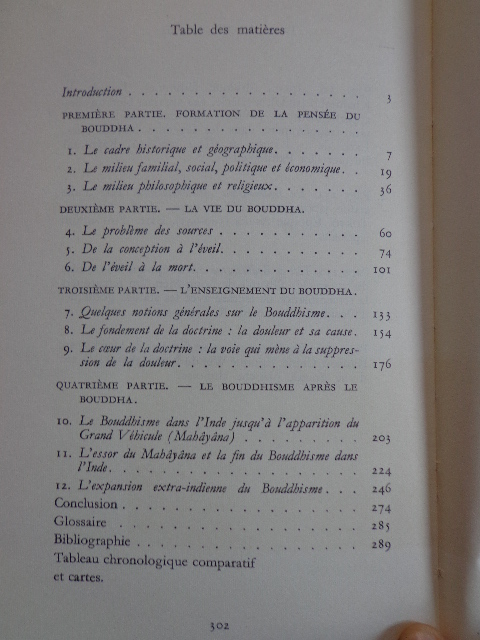 Table des matières
Introduction . . . . . . . . . . . . . . . . . . 3
PREMIÈRE PARTIE. FORMATION DE LA PENSÉE DU
BOUDDHA . . . . . . . . . . . . . . . . .
1. Le cadre historique et géographique. . . . . . . 7
2. Le milieu familial, social, politique et économique. . 19
3. Le milieu philosophique et religieux. . . . . . . 36
DEUXIÈME PARTIE. — LA VIE DU BOUDDHA.
4. Le problème des sources . . . . . . . . . . . 60
5. De la conception à l'éveil. . . . . . . . . . . 74
6. De l'éveil à la mort. . . . . . . . . . . . . 101
TROISIÈME PARTIE. — L'ENSEIGNEMENT DU BOUDDHA.
7. Quelques notions générales sur le Bouddhisme. . . 133
8. Le fondement de la doctrine : la douleur et sa cause. 154
9. Le cœur de la doctrine : la voie qui mène à la suppres-
sion de la douleur. . . . . . . . . . . . . . 176
QUATRIÈME PARTIE. — LE BOUDDHISME APRÈS LE
BOUDDHA.
10. Le Bouddhisme dans l'Inde jusqu'à l'apparition du
Grand Véhicule (Mahâyâna) . . . . . . . . . 203
11. L'essor du Mahâyâna et la fin du Bouddhisme dans
l'Inde. . . . . . . . . . . . . . . . . . . 224
12. L'expansion extra-indienne du Bouddhisme. . . 246
Conclusion . . . . . . . . . . . . . . . . . . 274
Glossaire . . . . . . . . . . . . . . . . . . 285
Bibliographie . . . . . . . . . . . . . . . . . 289
Tableau chronologique comparatif
et cartes.
302